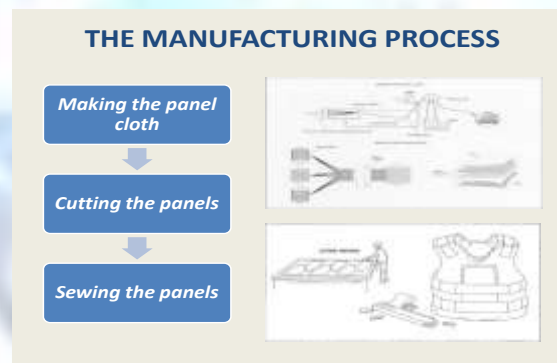 THE MANUFACTURING PROCESS
Making the panel
cloth
Cutting the panels
Sewing the panels